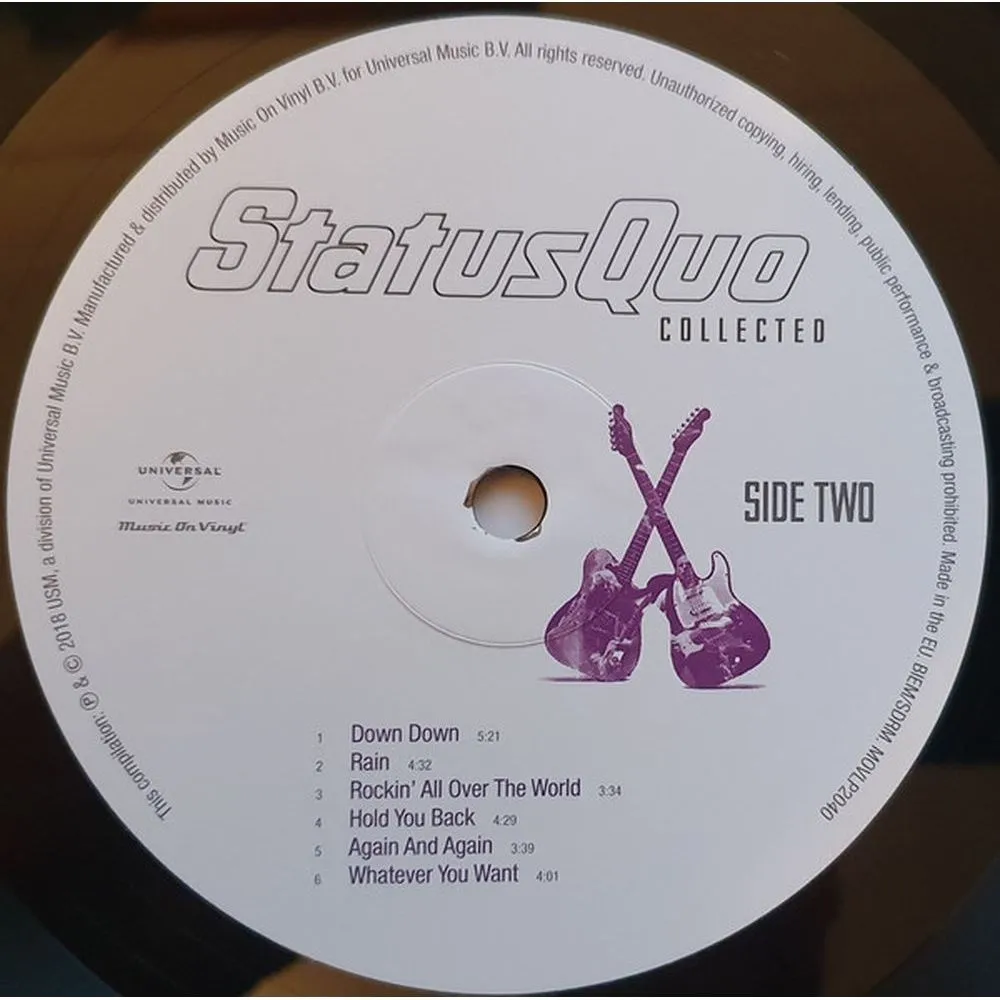 This compilation: ℗ & © 2018 USM, a division of Universal Music B.V. Manufactured & distributed by Music On Vinyl B.V. for Universal Music B.V. All rights reserved. Unauthorized copying, hiring, lending, public performance & broadcasting prohibited. Made in the EU. BIEM/SDRM. MOVLP2040
StatusQuo
COLLECTED
UNIVERSAL
UNIVERSAL MUSIC
Music On Vinyl
SIDE TWO
1 Down Down 5:21
2 Rain 4:32
3 Rockin' All Over The World 3:34
4 Hold You Back 4:29
5 Again And Again 3:39
6 Whatever You Want 4:01